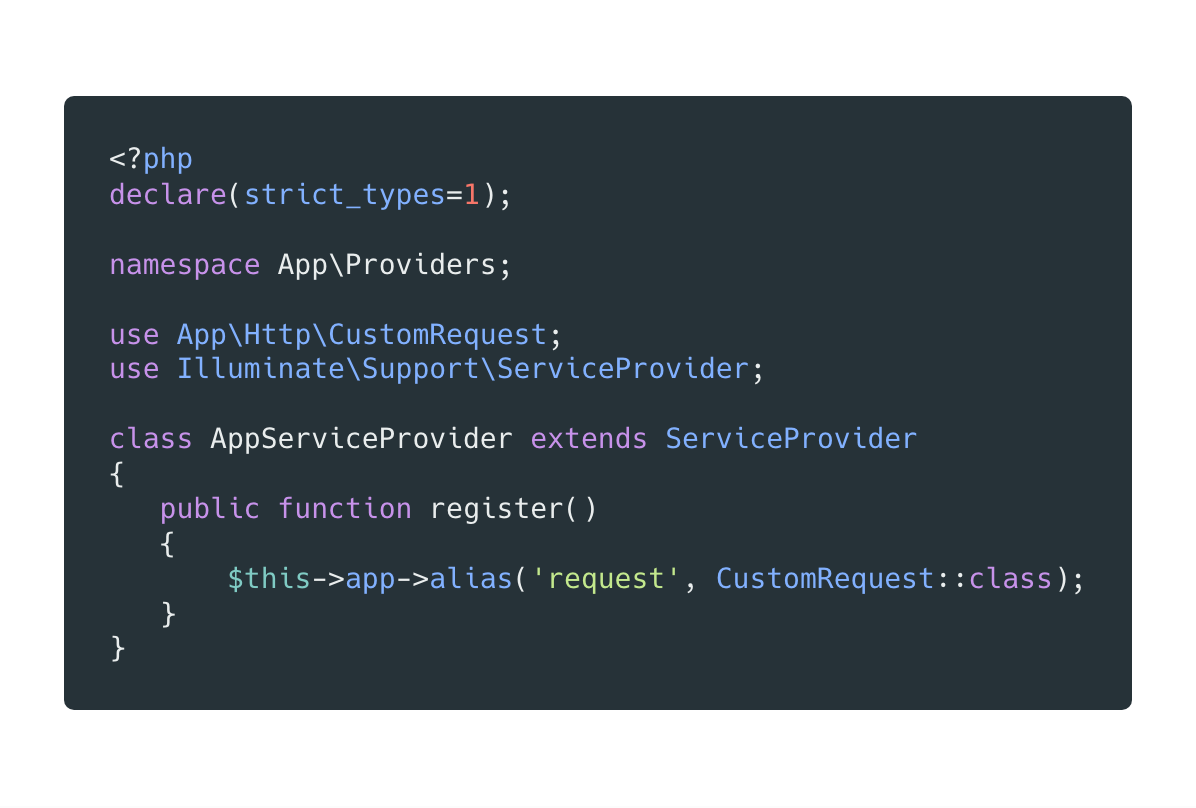 <?php
declare(strict_types=1);

namespace App\Providers;

use App\Http\CustomRequest;
use Illuminate\Support\ServiceProvider;

class AppServiceProvider extends ServiceProvider
{
   public function register()
   {
       $this->app->alias('request', CustomRequest::class);
   }
}